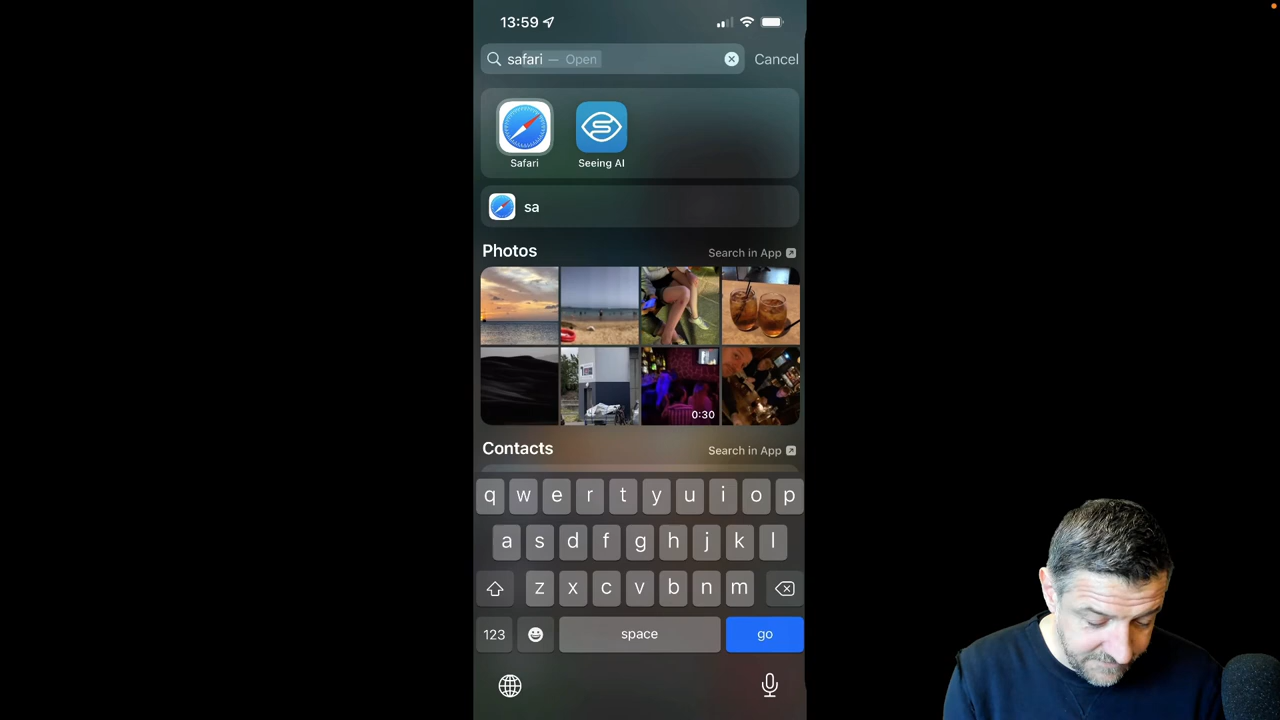 13:59
safari — Open
Cancel
Safari
Seeing AI
sa
Photos
Search in App
0:30
Contacts
Search in App
q w e r t y u i o p
a s d f g h j k l
z x c v b n m
123
space
go